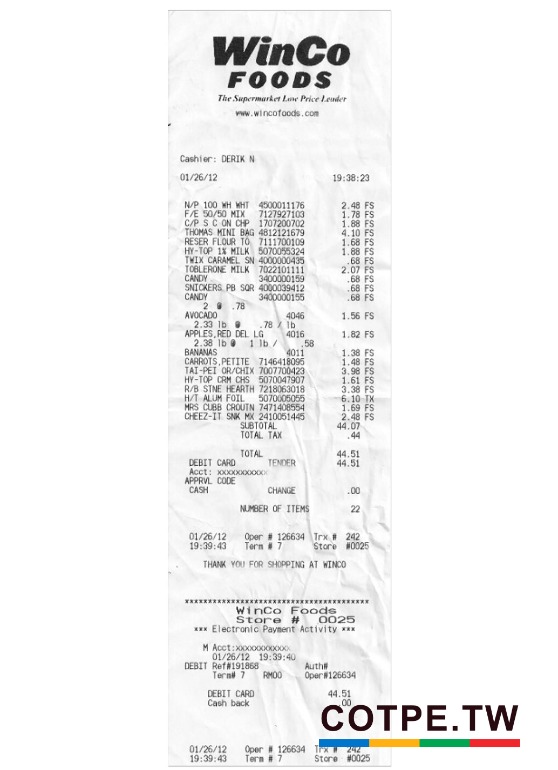 WinCo
FOODS
The Supermarket Low Price Leader
www.wincofoods.com
Cashier: DERIK N
01/26/12 19:38:23
N/P 100 WH WHT 4500011176 2.48 FS
F/E 50/50 MIX 7127927103 1.78 FS
C/P S C ON CHP 1707200702 1.88 FS
THOMAS MINI BAG 4812121679 4.10 FS
RESER FLOUR TO 7111700109 1.68 FS
HY-TOP 1% MILK 5070055324 1.88 FS
TWIX CARAMEL SN 4000000435 .68 FS
TOBLERONE MILK 7022101111 2.07 FS
CANDY 3400000159 .68 FS
SNICKERS PB SQR 4000039412 .68 FS
CANDY 3400000155 .68 FS
2 @ .78
AVOCADO 4046 1.56 FS
2.33 lb @ .78 / lb
APPLES,RED DEL LG 4016 1.82 FS
2.38 lb @ 1 lb / .58
BANANAS 4011 1.38 FS
CARROTS,PETITE 7146418095 1.48 FS
TAI-PEI OR/CHIX 7007700423 3.98 FS
HY-TOP CRM CHS 5070047907 1.61 FS
R/B STNE HEARTH 7218063018 3.38 FS
H/T ALUM FOIL 5070005055 6.10 TX
MRS CUBB CROUTN 7471408554 1.69 FS
CHEEZ-IT SNK MX 2410051445 2.48 FS
SUBTOTAL 44.07
TOTAL TAX .44
TOTAL 44.51
DEBIT CARD TENDER 44.51
Acct: xxxxxxxxxxx
APPRVL CODE
CASH CHANGE .00
NUMBER OF ITEMS 22
01/26/12 Oper # 126634 Trx # 242
19:39:43 Term # 7 Store #0025
THANK YOU FOR SHOPPING AT WINCO
****************************************
WinCo Foods
Store # 0025
*** Electronic Payment Activity ***
M Acct:xxxxxxxxxxxx
01/26/12 19:39:40
DEBIT Ref#191868 Auth#
Term# 7 RM00 Oper#126634
DEBIT CARD 44.51
Cash back .00
COTPE.TW
01/26/12 Oper # 126634 Trx # 242
19:39:43 Term # 7 Store #0025